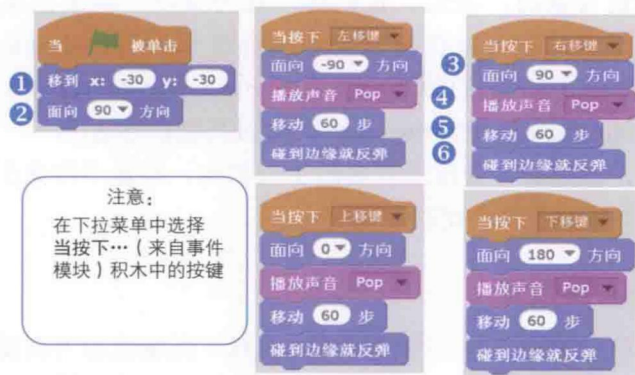 当 被单击
1 移到 x: -30 y: -30
2 面向 90 方向
当按下 左移键
面向 -90 方向
播放声音 Pop
移动 60 步
碰到边缘就反弹
当按下 右移键
3 面向 90 方向
4 播放声音 Pop
5 移动 60 步
6 碰到边缘就反弹
注意：
在下拉菜单中选择
当按下…（来自事件
模块）积木中的按键
当按下 上移键
面向 0 方向
播放声音 Pop
移动 60 步
碰到边缘就反弹
当按下 下移键
面向 180 方向
播放声音 Pop
移动 60 步
碰到边缘就反弹